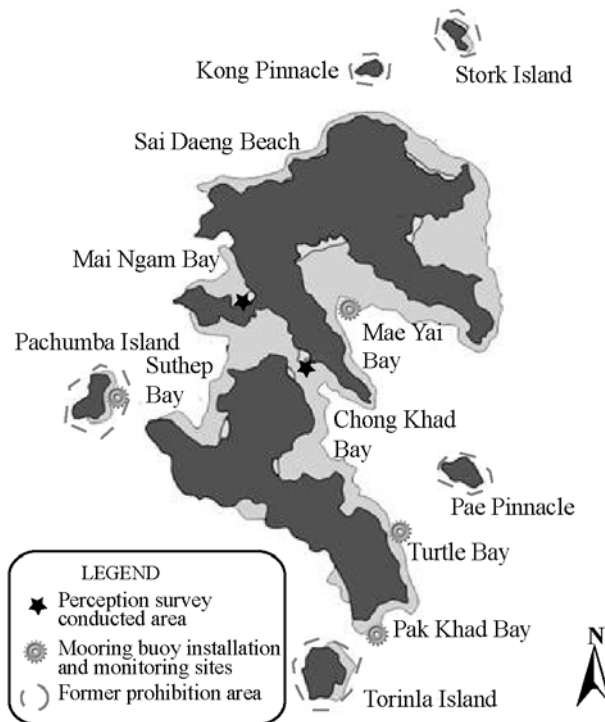 Kong Pinnacle
Stork Island
Sai Daeng Beach
Mai Ngam Bay
Pachumba Island
Suthep
Bay
Mae Yai
Bay
Chong Khad
Bay
Pae Pinnacle
Turtle Bay
Pak Khad Bay
Torinla Island
LEGEND
Perception survey
conducted area
Mooring buoy installation
and monitoring sites
Former prohibition area
N